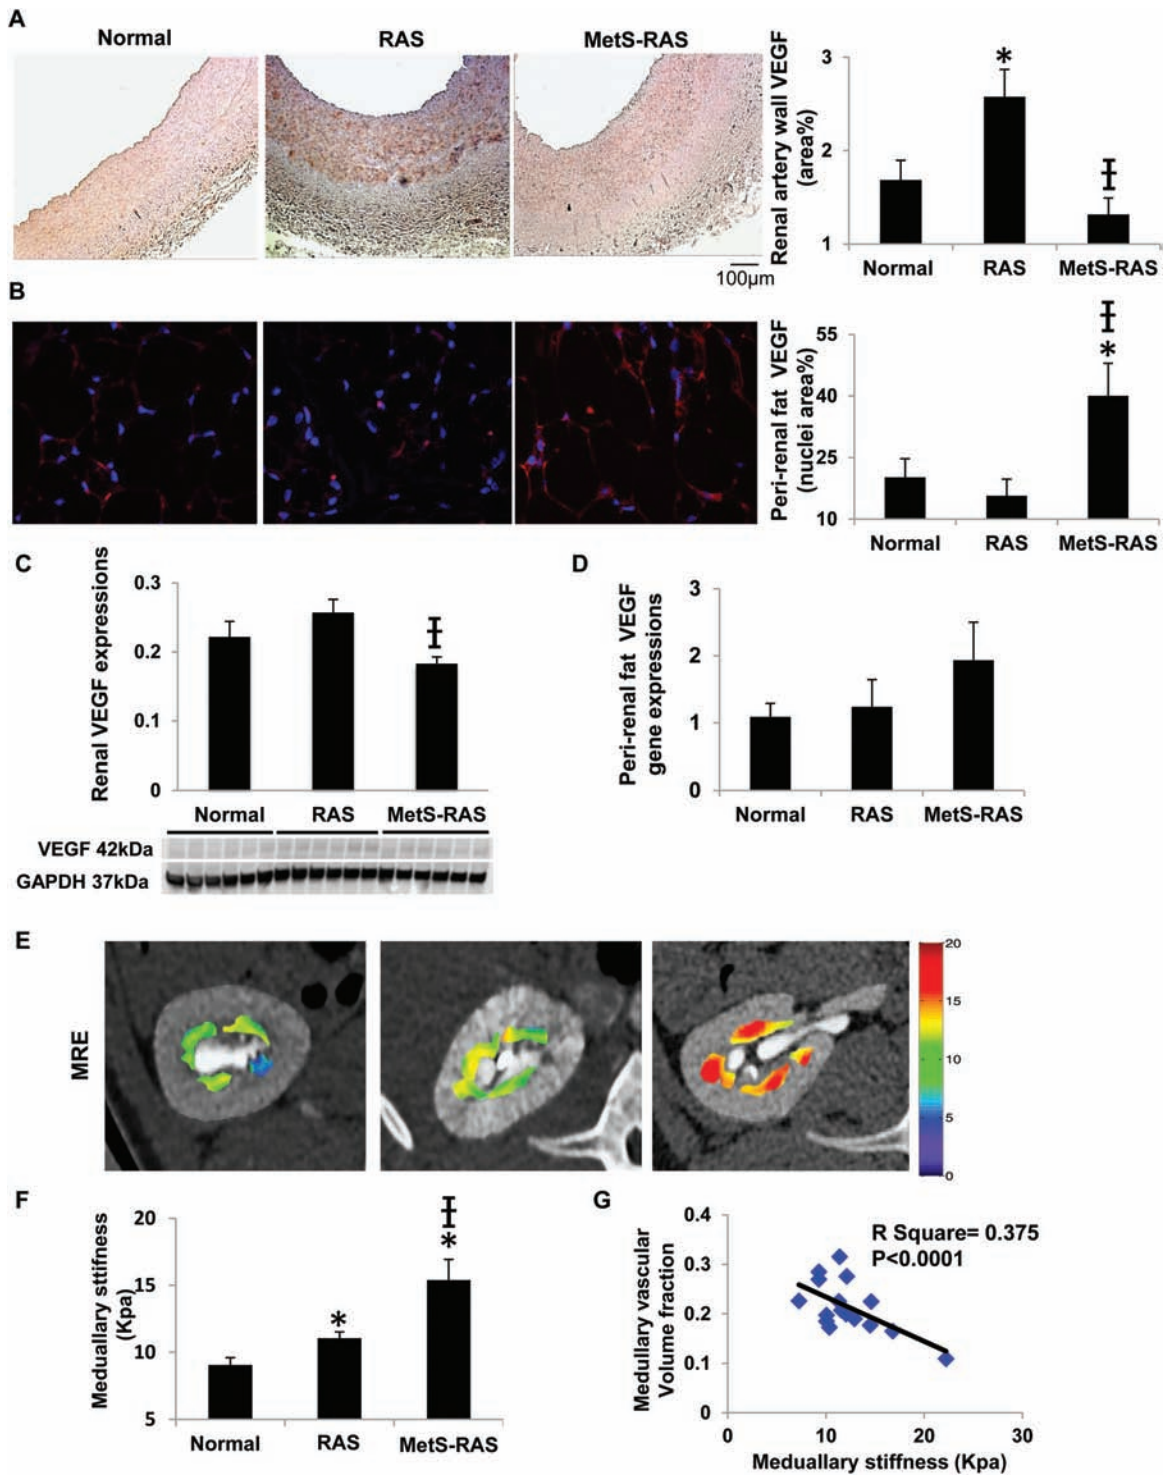 A
Normal
RAS
MetS-RAS
100µm
Renal artery wall VEGF
(area%)
3
2
1
*
Ɨ
Normal
RAS
MetS-RAS
B
Peri-renal fat VEGF
(nuclei area%)
55
40
25
10
ǂ
*
Normal
RAS
MetS-RAS
C
Renal VEGF expressions
0.3
0.2
0.1
0
ǂ
Normal
RAS
MetS-RAS
VEGF 42kDa
GAPDH 37kDa
D
Peri-renal fat VEGF
gene expressions
3
2
1
0
Normal
RAS
MetS-RAS
E
MRE
20
15
10
5
0
F
Meduallary sttifness
(Kpa)
20
15
10
5
*
ǂ
*
Normal
RAS
MetS-RAS
G
Medullary vascular
Volume fraction
0.4
0.3
0.2
0.1
0
R Square= 0.375
P<0.0001
0
10
20
30
Meduallary stiffness (Kpa)